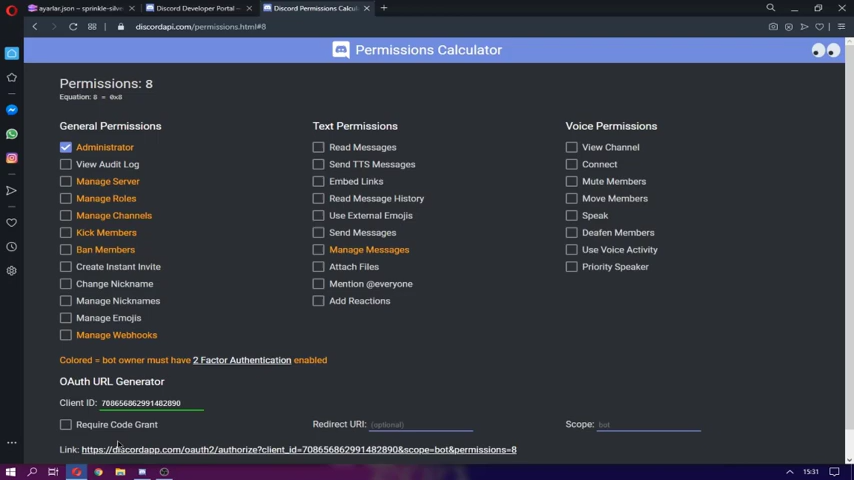 ayarlar.json – sprinkle-silve
Discord Developer Portal —
Discord Permissions Calcul
discordapi.com/permissions.html#8
Permissions Calculator
Permissions: 8
Equation: 8 = 0x8
General Permissions
Administrator
View Audit Log
Manage Server
Manage Roles
Manage Channels
Kick Members
Ban Members
Create Instant Invite
Change Nickname
Manage Nicknames
Manage Emojis
Manage Webhooks
Text Permissions
Read Messages
Send TTS Messages
Embed Links
Read Message History
Use External Emojis
Send Messages
Manage Messages
Attach Files
Mention @everyone
Add Reactions
Voice Permissions
View Channel
Connect
Mute Members
Move Members
Speak
Deafen Members
Use Voice Activity
Priority Speaker
Colored = bot owner must have 2 Factor Authentication enabled
OAuth URL Generator
Client ID: 708656862991482890
Require Code Grant
Redirect URI: (optional)
Scope: bot
Link: https://discordapp.com/oauth2/authorize?client_id=708656862991482890&scope=bot&permissions=8
15:31